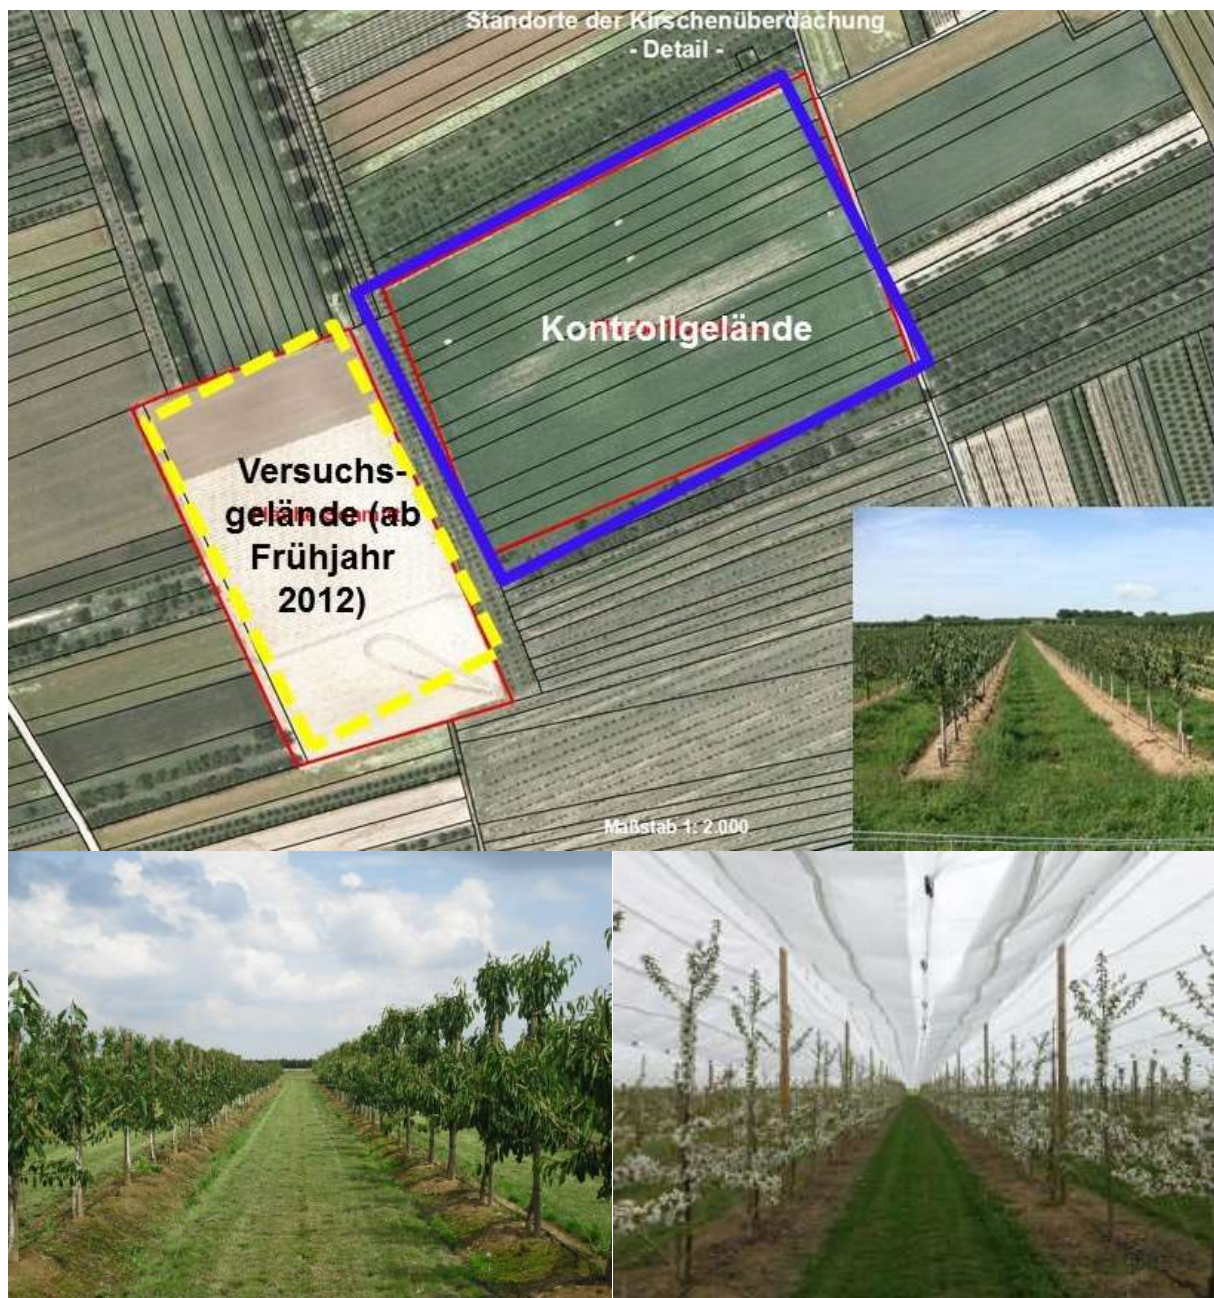 Standorte der Kirschenüberdachung
- Detail -
Kontrollgelände
Versuchs-
gelände (ab
Frühjahr
2012)
Maßstab 1: 2.000